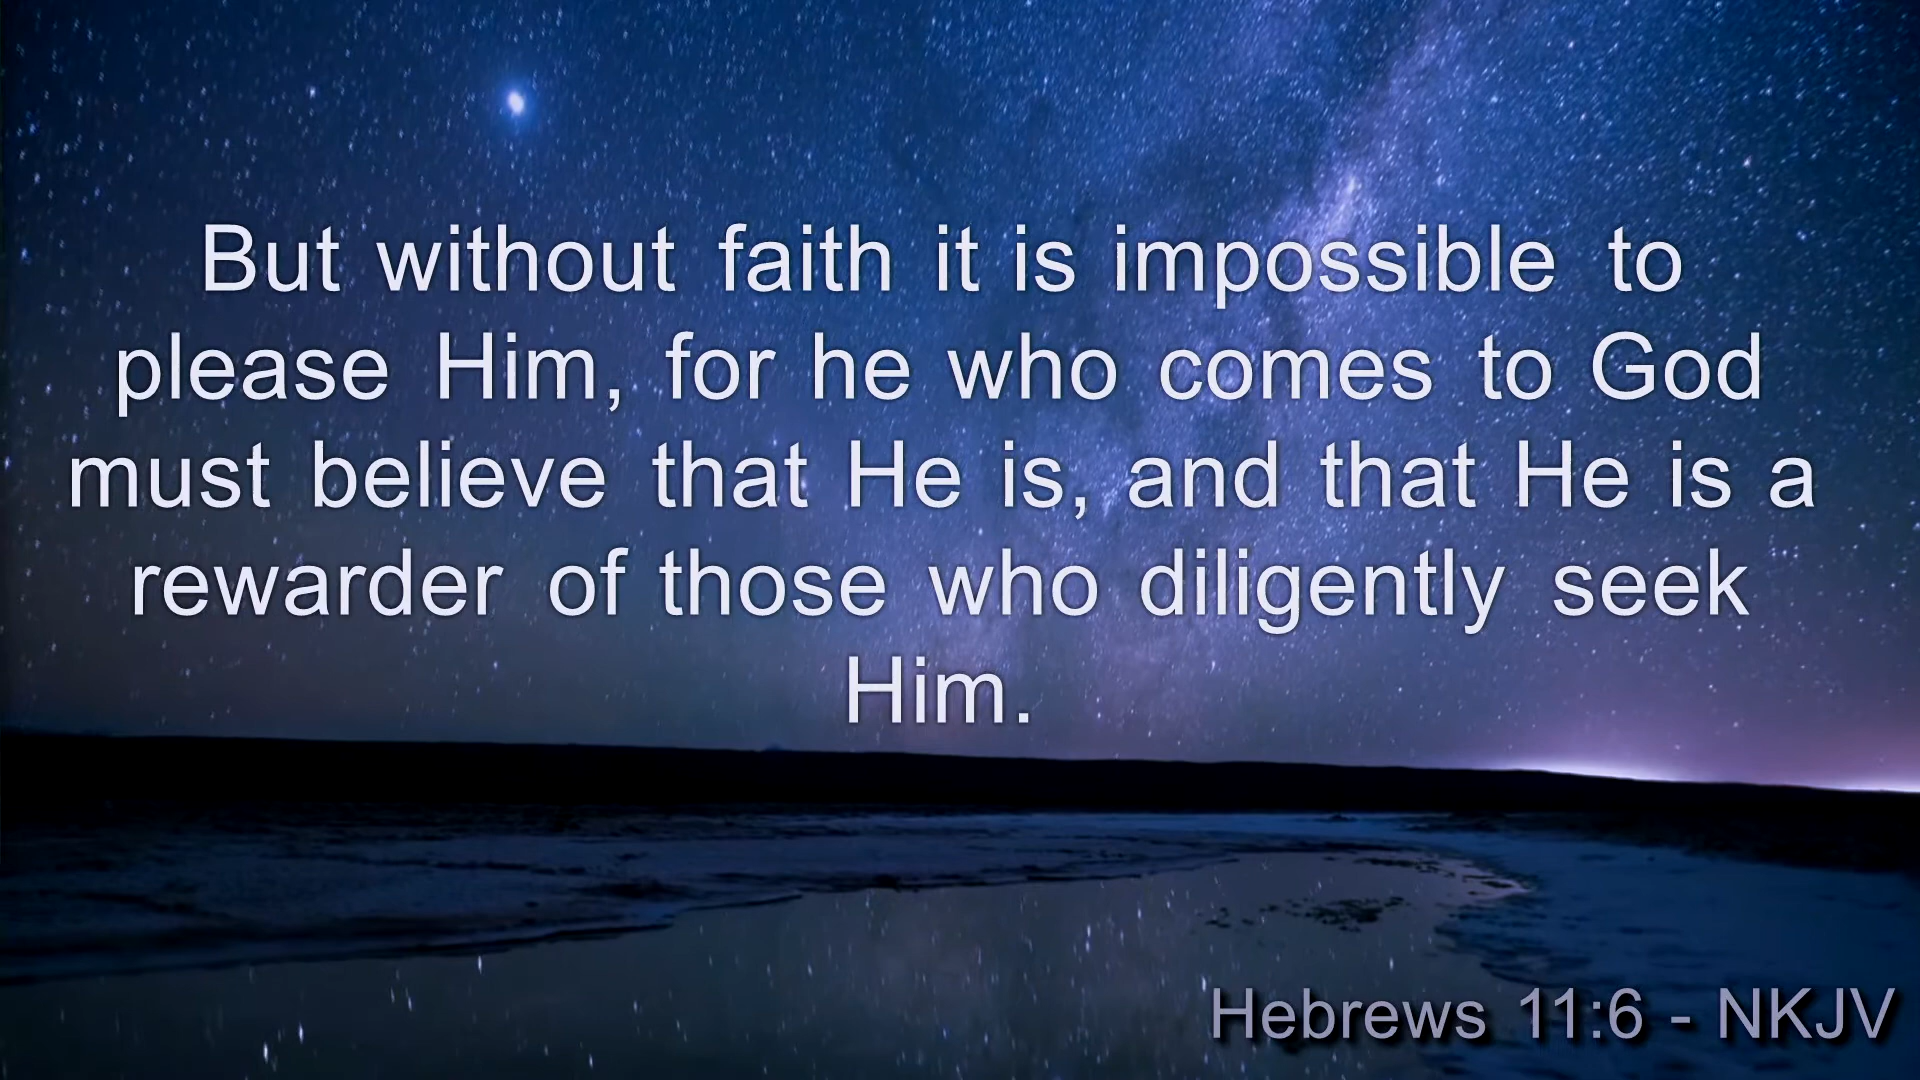 But without faith it is impossible to
please Him, for he who comes to God
must believe that He is, and that He is a
rewarder of those who diligently seek
Him.
Hebrews 11:6 - NKJV